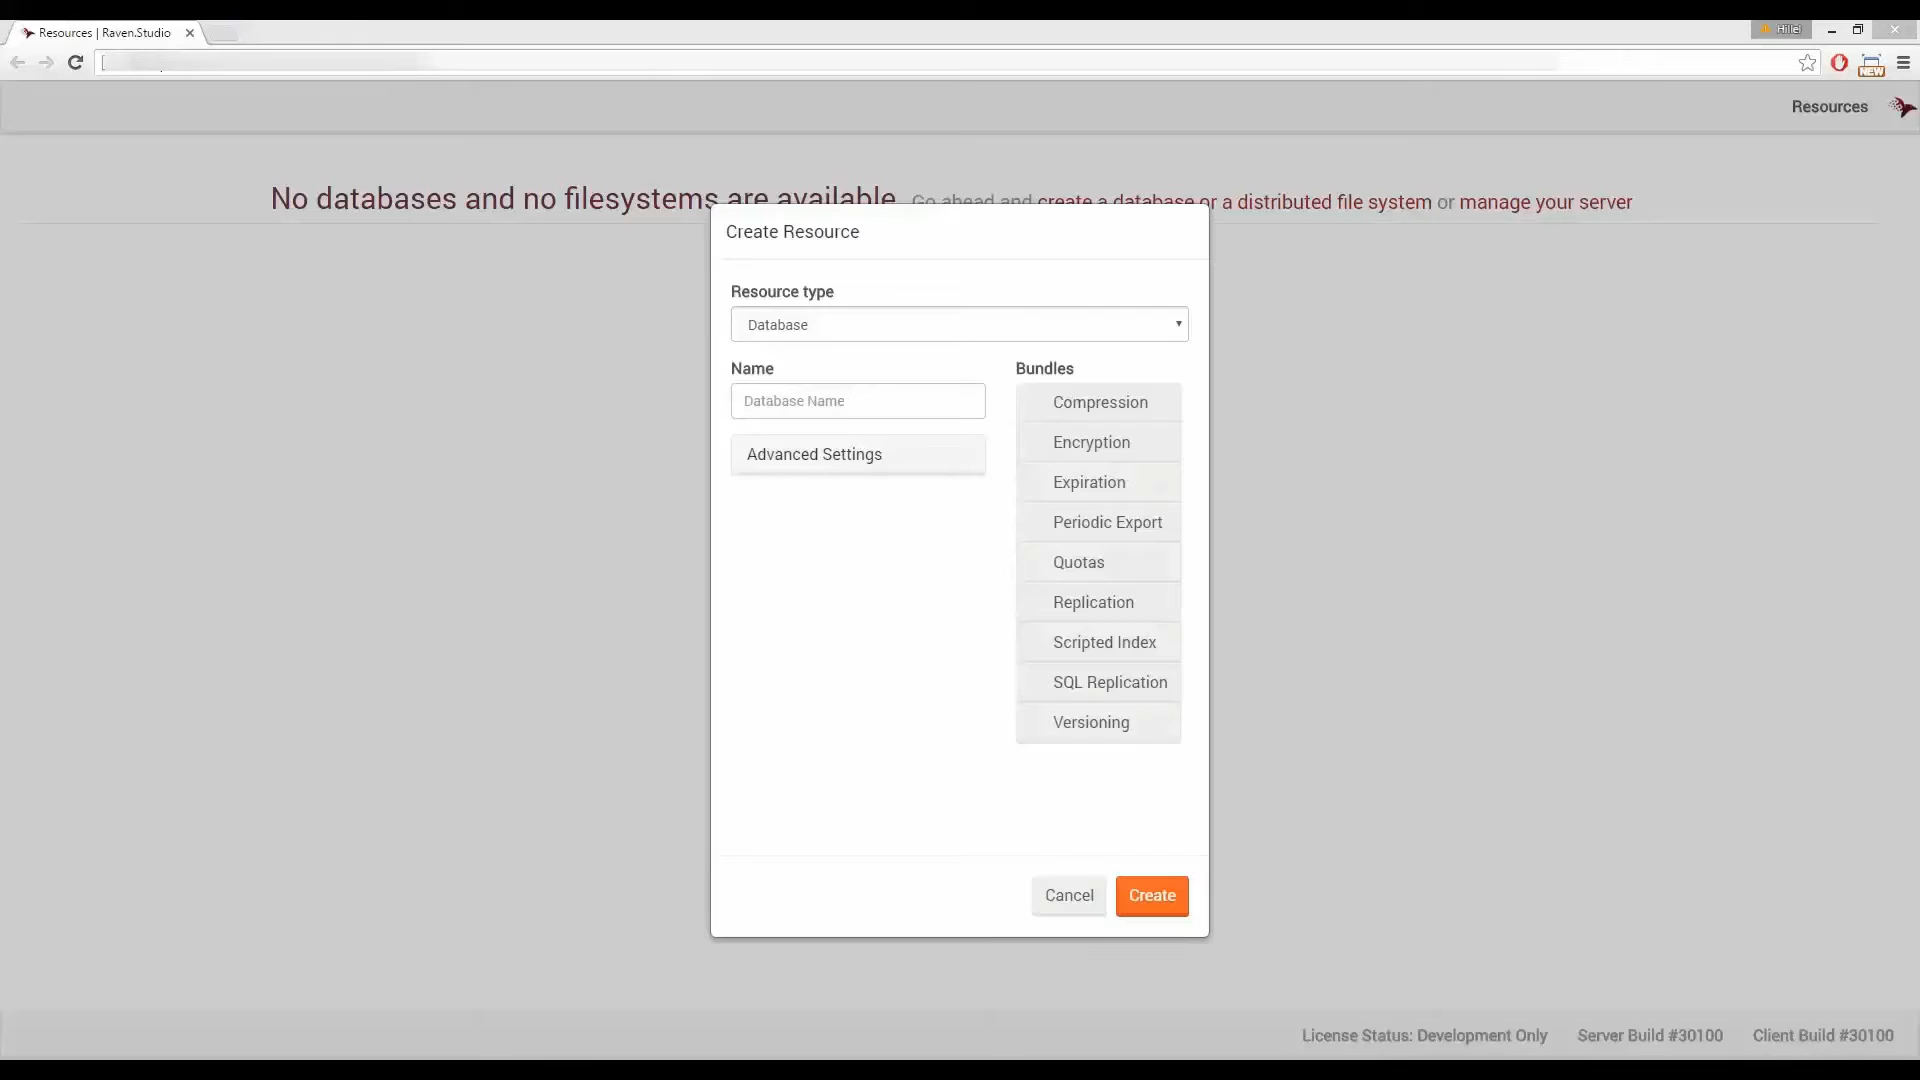 Resources | Raven.Studio
Hillel
NEW
Resources
No databases and no filesystems are available Go ahead and create a database or a distributed file system or manage your server
Create Resource
Resource type
Database
Name
Bundles
Database Name
Advanced Settings
Compression
Encryption
Expiration
Periodic Export
Quotas
Replication
Scripted Index
SQL Replication
Versioning
Cancel
Create
License Status: Development Only
Server Build #30100
Client Build #30100